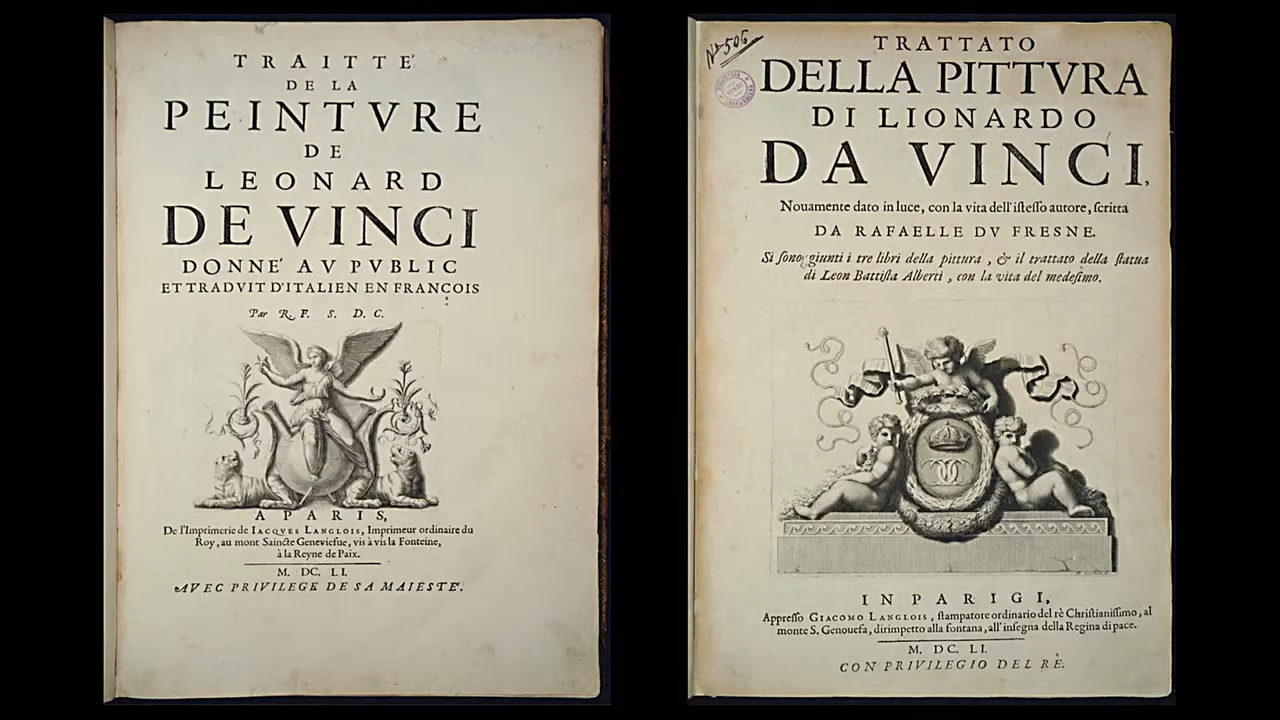 TRAITTE'
DE LA
PEINTVRE
DE
LEONARD
DE VINCI
DONNE' AV PVBLIC
ET TRADVIT D'ITALIEN EN FRANCOIS
Par R. F. S. D. C.
A PARIS,
De l'Imprimerie de IACQVES LANGLOIS, Imprimeur ordinaire du
Roy, au mont Saincte Geneviefue, vis à vis la Fonteine,
à la Reyne de Paix.
M. DC. LI.
AVEC PRIVILEGE DE SA MAIESTE'.
No 506
TRATTATO
DELLA PITTVRA
DI LIONARDO
DA VINCI,
Nouamente dato in luce, con la vita dell'istesso autore, scritta
DA RAFAELLE DV FRESNE.
Si sono giunti i tre libri della pittura, & il trattato della statua
di Leon Battista Alberti, con la vita del medesimo.
IN PARIGI,
Appresso GIACOMO LANGLOIS, stampatore ordinario del rè Christianissimo, al
monte S. Genouefa, dirimpetto alla fontana, all'insegna della Regina di pace.
M. DC. LI.
CON PRIVILEGIO DEL RÈ.